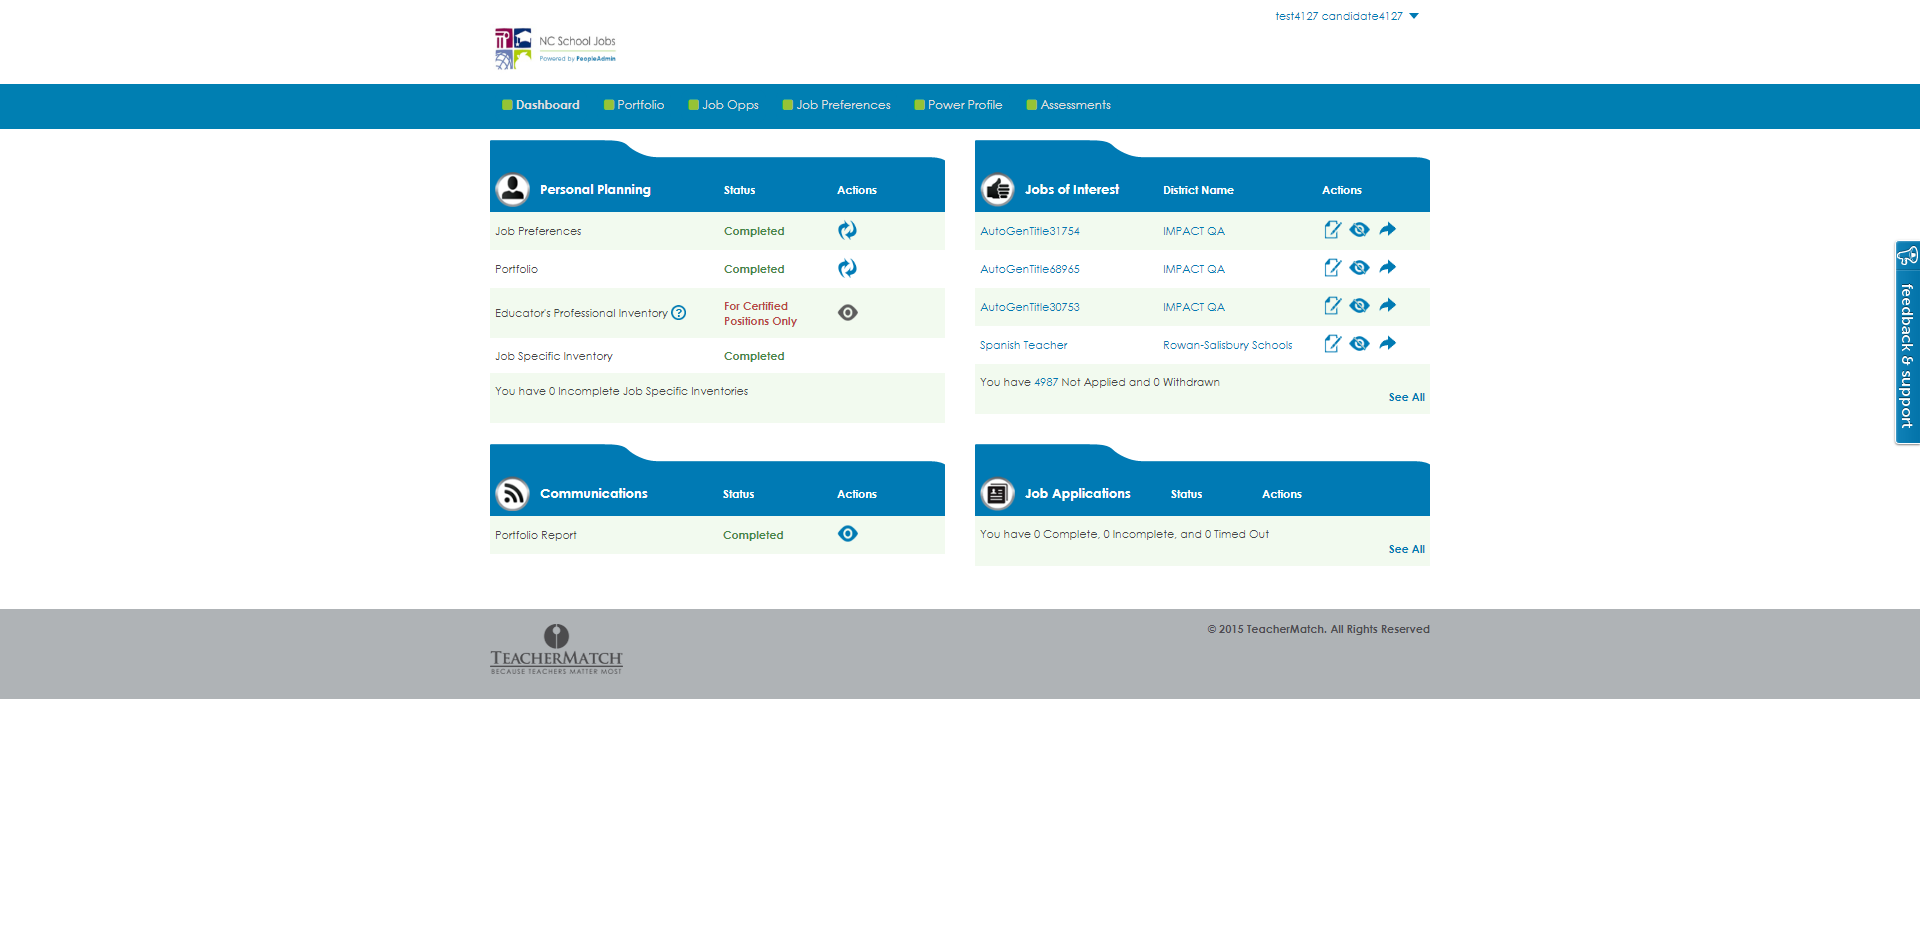 test4127 candidate4127
NC School Jobs
Powered by PeopleAdmin
Dashboard Portfolio Job Opps Job Preferences Power Profile Assessments
Personal Planning Status Actions
Job Preferences Completed
Portfolio Completed
Educator's Professional Inventory ? For Certified
Positions Only
Job Specific Inventory Completed
You have 0 Incomplete Job Specific Inventories
Jobs of Interest District Name Actions
AutoGenTitle31754 IMPACT QA
AutoGenTitle68965 IMPACT QA
AutoGenTitle30753 IMPACT QA
Spanish Teacher Rowan-Salisbury Schools
You have 4987 Not Applied and 0 Withdrawn
See All
Communications Status Actions
Portfolio Report Completed
Job Applications Status Actions
You have 0 Complete, 0 Incomplete, and 0 Timed Out
See All
feedback & support
TEACHERMATCH
BECAUSE TEACHERS MATTER MOST
© 2015 TeacherMatch. All Rights Reserved